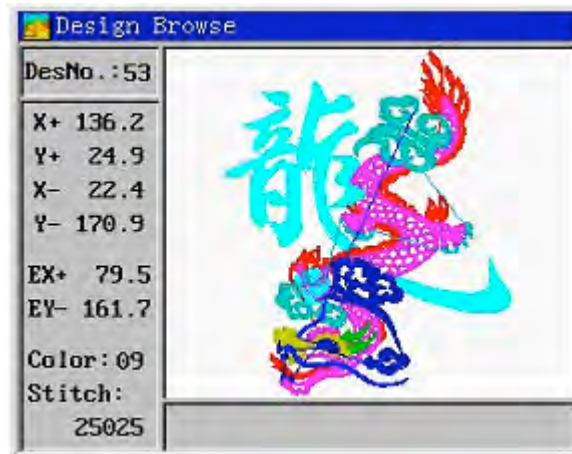 Design Browse
DesNo.:53
X+ 136.2
Y+ 24.9
X- 22.4
Y- 170.9
EX+ 79.5
EY- 161.7
Color:09
Stitch:
25025
龍